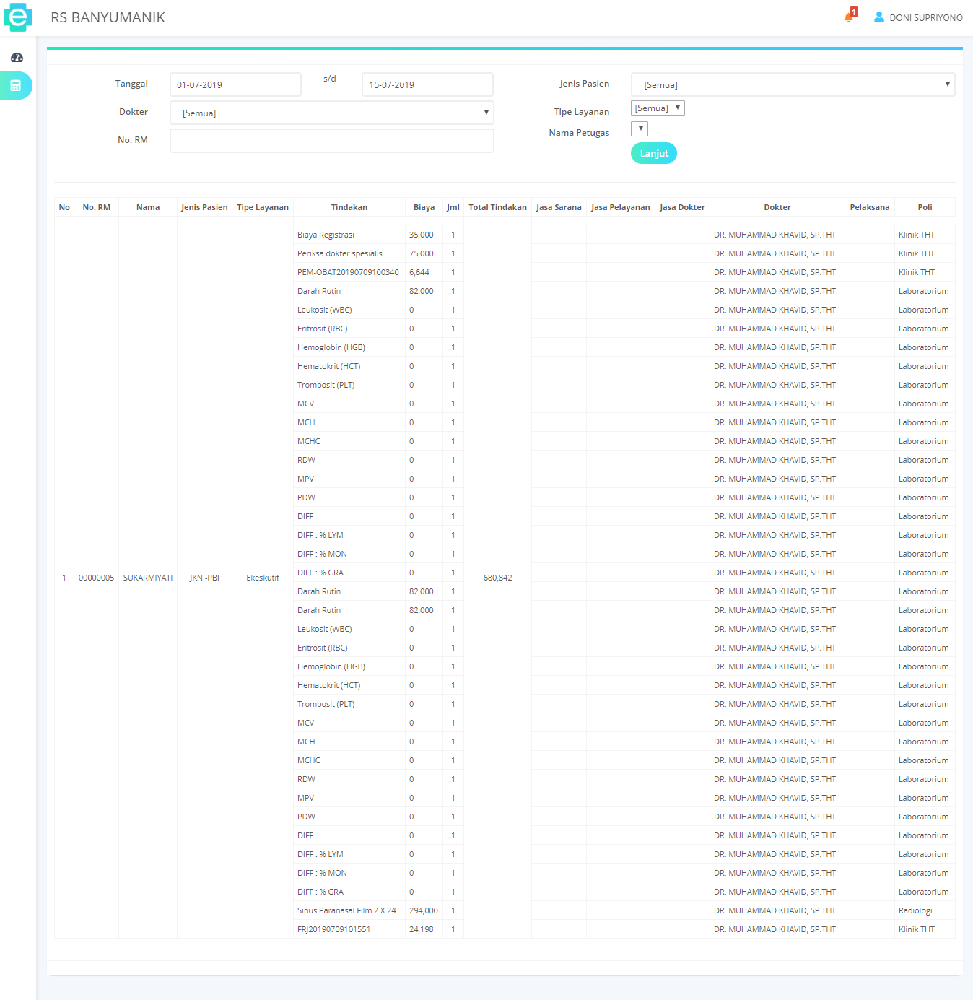 e RS BANYUMANIK 1 DONI SUPRIYONO
Tanggal 01-07-2019 s/d 15-07-2019 Jenis Pasien [Semua]
Dokter [Semua] Tipe Layanan [Semua]
No. RM Nama Petugas
Lanjut
No No. RM Nama Jenis Pasien Tipe Layanan Tindakan Biaya Jml Total Tindakan Jasa Sarana Jasa Pelayanan Jasa Dokter Dokter Pelaksana Poli
Biaya Registrasi 35,000 1 DR. MUHAMMAD KHAVID, SP.THT Klinik THT
Periksa dokter spesialis 75,000 1 DR. MUHAMMAD KHAVID, SP.THT Klinik THT
PEM-OBAT20190709100340 6,644 1 DR. MUHAMMAD KHAVID, SP.THT Klinik THT
Darah Rutin 82,000 1 DR. MUHAMMAD KHAVID, SP.THT Laboratorium
Leukosit (WBC) 0 1 DR. MUHAMMAD KHAVID, SP.THT Laboratorium
Eritrosit (RBC) 0 1 DR. MUHAMMAD KHAVID, SP.THT Laboratorium
Hemoglobin (HGB) 0 1 DR. MUHAMMAD KHAVID, SP.THT Laboratorium
Hematokrit (HCT) 0 1 DR. MUHAMMAD KHAVID, SP.THT Laboratorium
Trombosit (PLT) 0 1 DR. MUHAMMAD KHAVID, SP.THT Laboratorium
MCV 0 1 DR. MUHAMMAD KHAVID, SP.THT Laboratorium
MCH 0 1 DR. MUHAMMAD KHAVID, SP.THT Laboratorium
MCHC 0 1 DR. MUHAMMAD KHAVID, SP.THT Laboratorium
RDW 0 1 DR. MUHAMMAD KHAVID, SP.THT Laboratorium
MPV 0 1 DR. MUHAMMAD KHAVID, SP.THT Laboratorium
PDW 0 1 DR. MUHAMMAD KHAVID, SP.THT Laboratorium
DIFF 0 1 DR. MUHAMMAD KHAVID, SP.THT Laboratorium
DIFF : % LYM 0 1 DR. MUHAMMAD KHAVID, SP.THT Laboratorium
DIFF : % MON 0 1 DR. MUHAMMAD KHAVID, SP.THT Laboratorium
DIFF : % GRA 0 1 DR. MUHAMMAD KHAVID, SP.THT Laboratorium
1 00000005 SUKARMIYATI JKN -PBI Ekeskutif 680,842
Darah Rutin 82,000 1 DR. MUHAMMAD KHAVID, SP.THT Laboratorium
Darah Rutin 82,000 1 DR. MUHAMMAD KHAVID, SP.THT Laboratorium
Leukosit (WBC) 0 1 DR. MUHAMMAD KHAVID, SP.THT Laboratorium
Eritrosit (RBC) 0 1 DR. MUHAMMAD KHAVID, SP.THT Laboratorium
Hemoglobin (HGB) 0 1 DR. MUHAMMAD KHAVID, SP.THT Laboratorium
Hematokrit (HCT) 0 1 DR. MUHAMMAD KHAVID, SP.THT Laboratorium
Trombosit (PLT) 0 1 DR. MUHAMMAD KHAVID, SP.THT Laboratorium
MCV 0 1 DR. MUHAMMAD KHAVID, SP.THT Laboratorium
MCH 0 1 DR. MUHAMMAD KHAVID, SP.THT Laboratorium
MCHC 0 1 DR. MUHAMMAD KHAVID, SP.THT Laboratorium
RDW 0 1 DR. MUHAMMAD KHAVID, SP.THT Laboratorium
MPV 0 1 DR. MUHAMMAD KHAVID, SP.THT Laboratorium
PDW 0 1 DR. MUHAMMAD KHAVID, SP.THT Laboratorium
DIFF 0 1 DR. MUHAMMAD KHAVID, SP.THT Laboratorium
DIFF : % LYM 0 1 DR. MUHAMMAD KHAVID, SP.THT Laboratorium
DIFF : % MON 0 1 DR. MUHAMMAD KHAVID, SP.THT Laboratorium
DIFF : % GRA 0 1 DR. MUHAMMAD KHAVID, SP.THT Laboratorium
Sinus Paranasal Film 2 X 24 294,000 1 DR. MUHAMMAD KHAVID, SP.THT Radiologi
FRJ20190709101551 24,198 1 DR. MUHAMMAD KHAVID, SP.THT Klinik THT